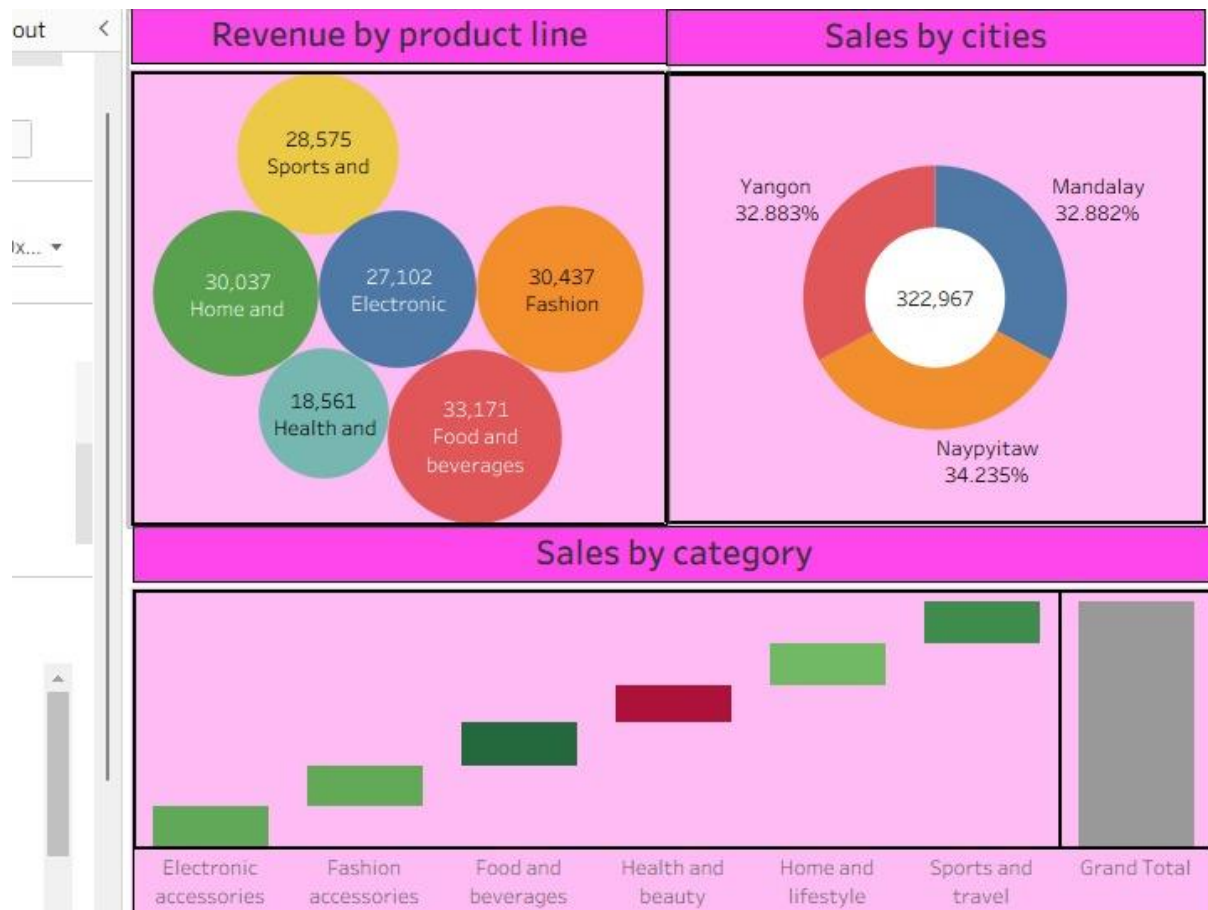 out
Revenue by product line
Sales by cities
28,575
Sports and
30,037
Home and
27,102
Electronic
30,437
Fashion
18,561
Health and
33,171
Food and
beverages
Yangon
32.883%
Mandalay
32.882%
322,967
Naypyitaw
34.235%
Sales by category
Electronic
accessories
Fashion
accessories
Food and
beverages
Health and
beauty
Home and
lifestyle
Sports and
travel
Grand Total